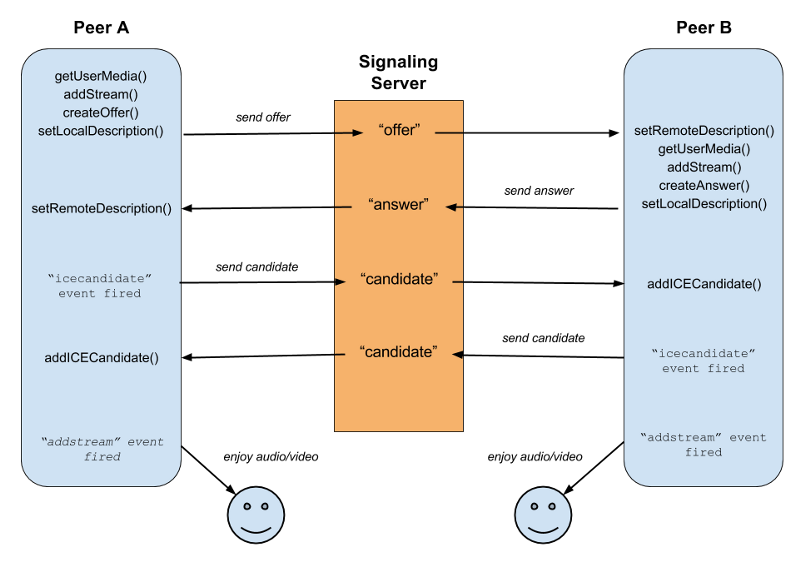 Peer A
Peer B
Signaling
Server
getUserMedia()
addStream()
createOffer()
setLocalDescription()
send offer
“offer”
setRemoteDescription()
getUserMedia()
addStream()
createAnswer()
setLocalDescription()
send answer
“answer”
setRemoteDescription()
“icecandidate”
event fired
send candidate
“candidate”
addICECandidate()
send candidate
“candidate”
addICECandidate()
“icecandidate”
event fired
“addstream” event
fired
enjoy audio/video
enjoy audio/video
“addstream” event
fired